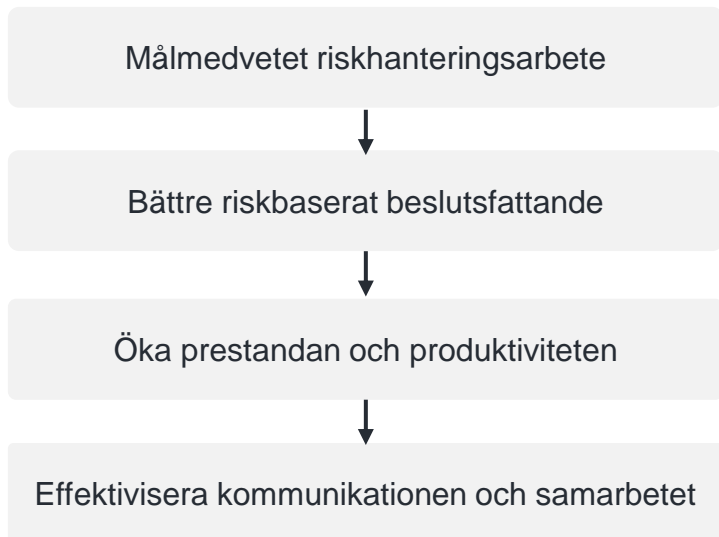 Målmedvetet riskhanteringsarbete
Bättre riskbaserat beslutsfattande
Öka prestandan och produktiviteten
Effektivisera kommunikationen och samarbetet